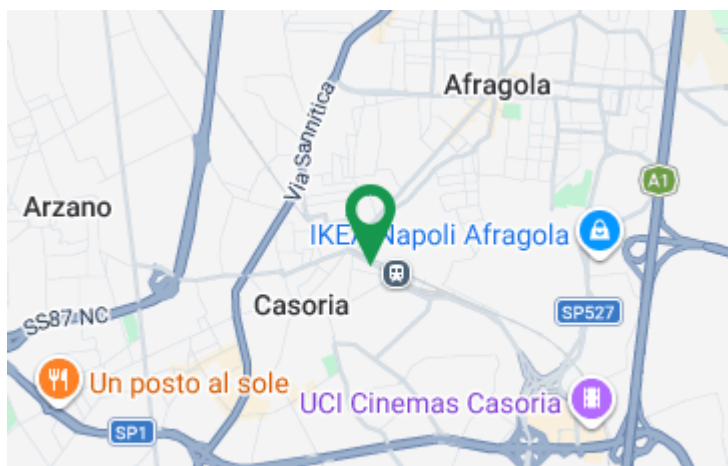 Afragola
Via Sannitica
A1
Arzano
IKEA Napoli Afragola
Casoria
SS87 NC
SP527
Un posto al sole
UCI Cinemas Casoria
SP1